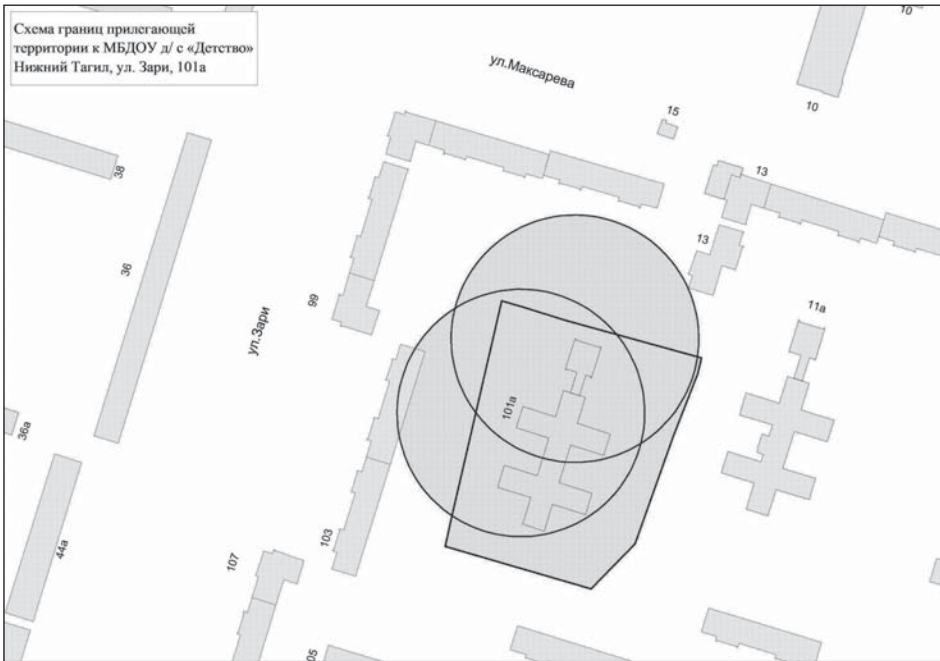 Схема границ прилегающей
территории к МБДОУ д/ с «Детство»
Нижний Тагил, ул. Зари, 101а
10
ул.Максарева
10
15
13
38
13
36
99
11а
ул.Зари
101а
36а
103
44а
107
05